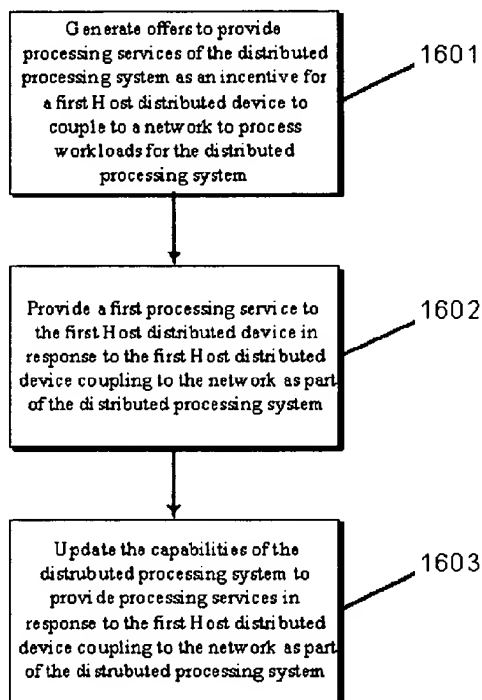 Generate offers to provide
processing services of the distributed
processing system as an incentive for
a first Host distributed device to
couple to a network to process
workloads for the distributed
processing system
1601
Provide a first processing service to
the first Host distributed device in
response to the first Host distributed
device coupling to the network as part
of the distributed processing system
1602
Update the capabilities of the
distrubuted processing system to
provide processing services in
response to the first Host distributed
device coupling to the network as part
of the distrubuted processing system
1603